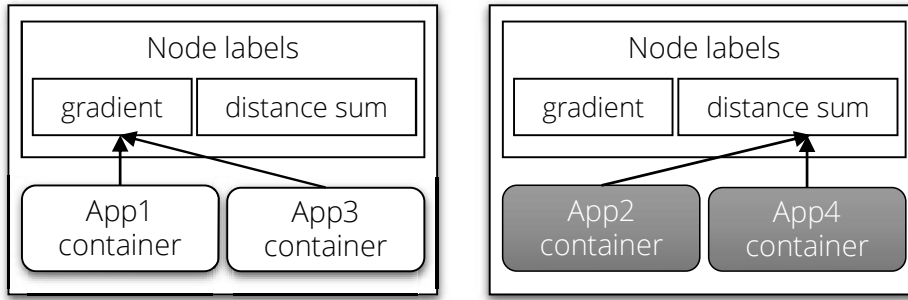 Node labels
gradient
distance sum
App1
container
App3
container
Node labels
gradient
distance sum
App2
container
App4
container